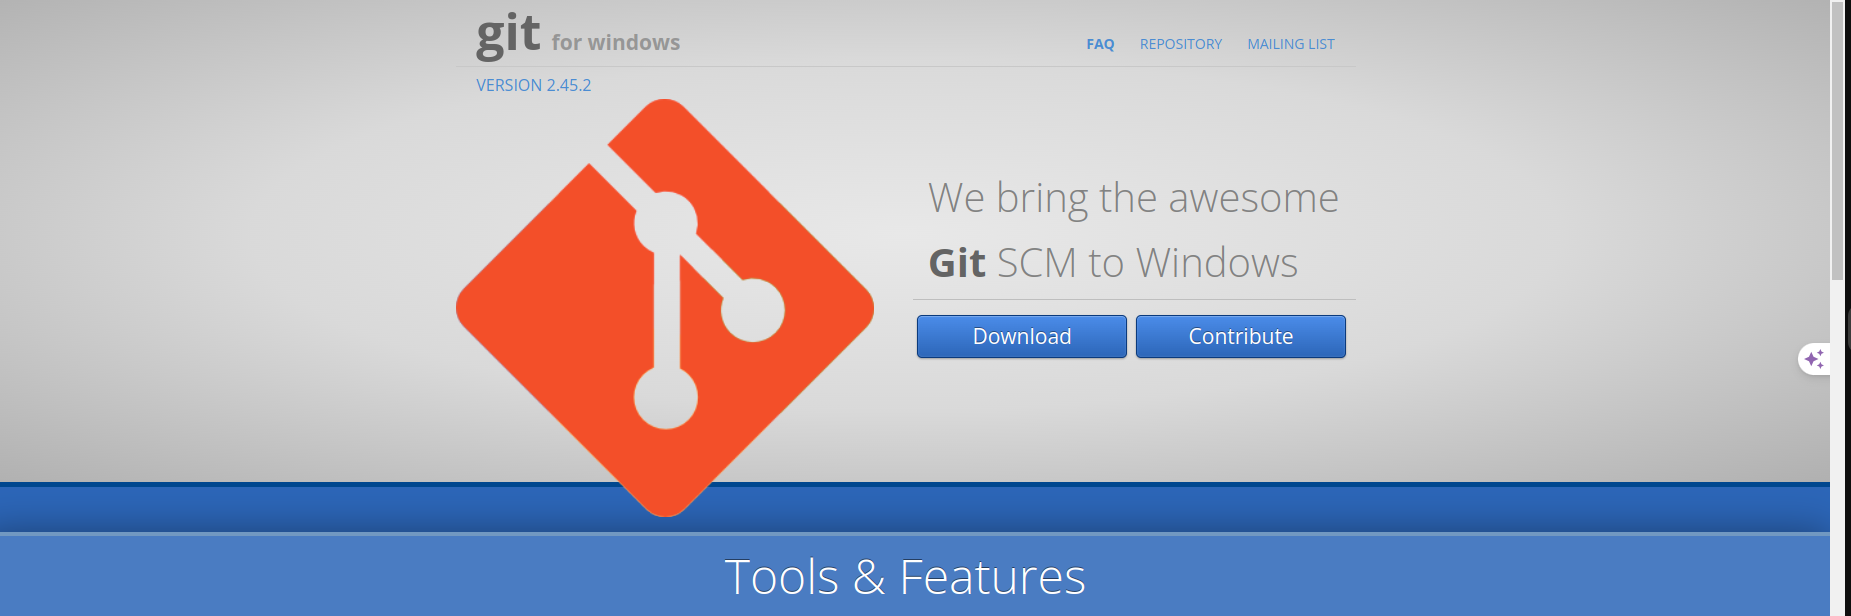 git for windows
FAQ REPOSITORY MAILING LIST
VERSION 2.45.2
We bring the awesome
Git SCM to Windows
Download Contribute
Tools & Features